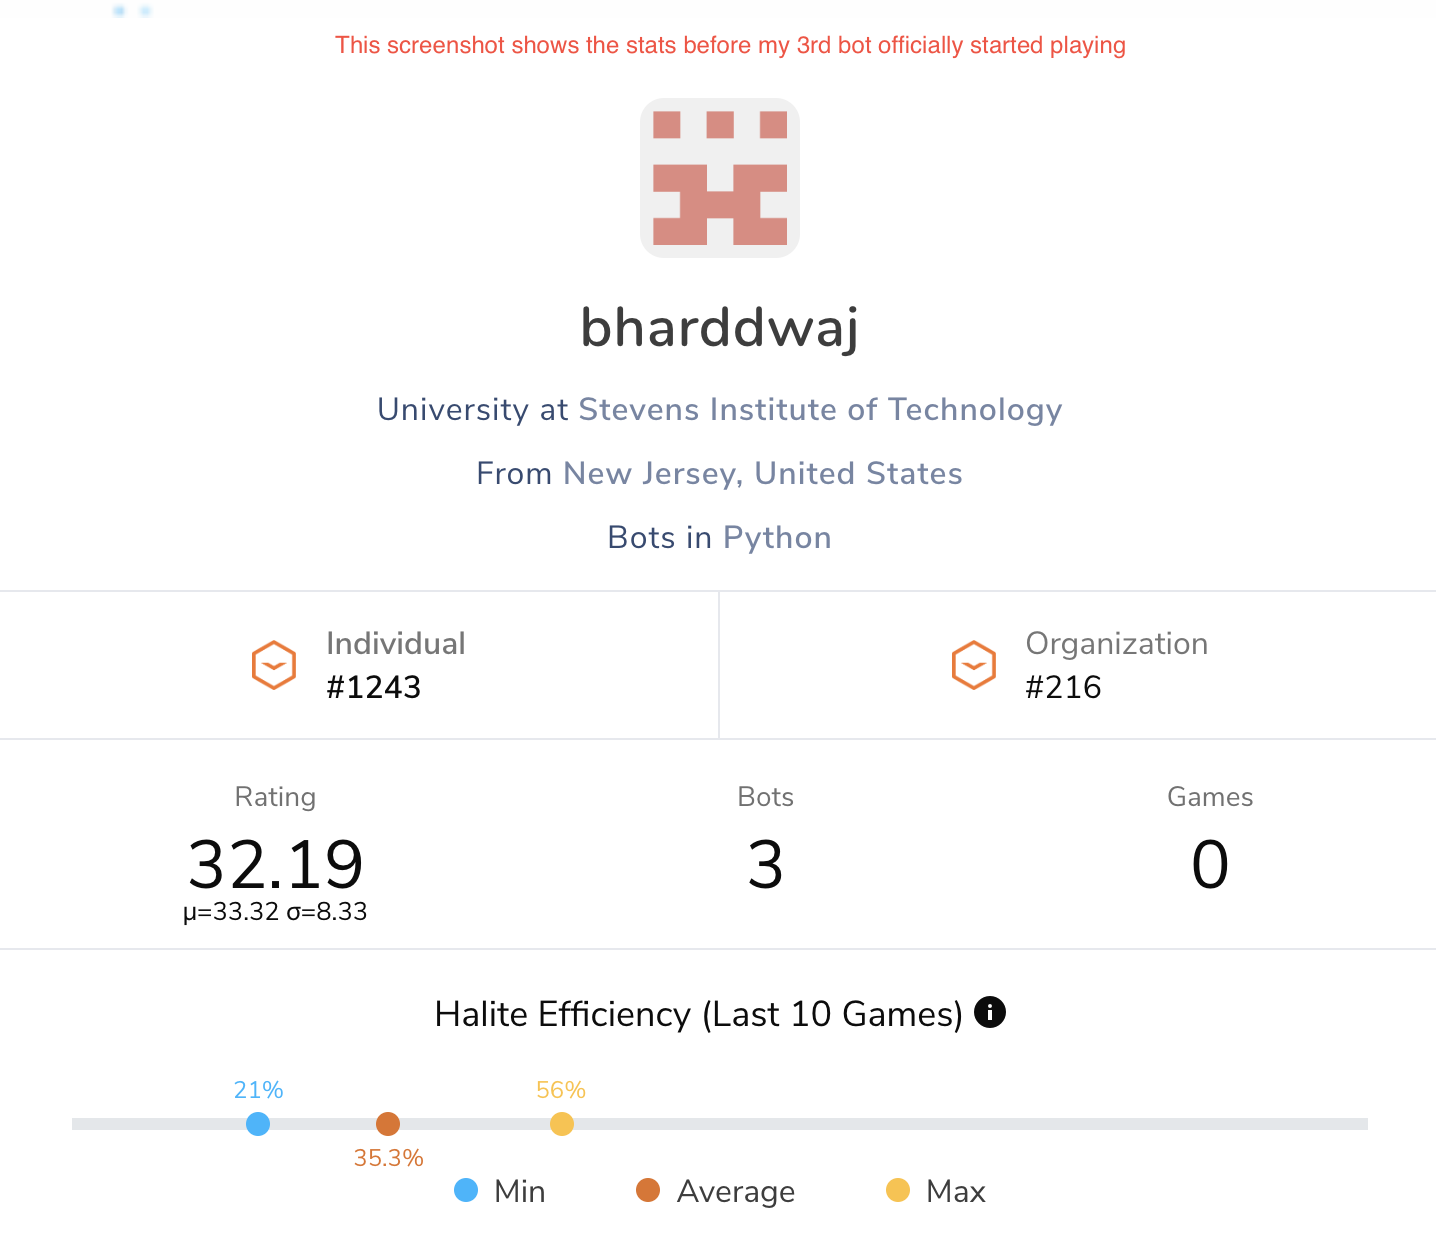 This screenshot shows the stats before my 3rd bot officially started playing
bharddwaj
University at Stevens Institute of Technology
From New Jersey, United States
Bots in Python
Individual
#1243
Organization
#216
Rating
32.19
μ=33.32 σ=8.33
Bots
3
Games
0
Halite Efficiency (Last 10 Games)
21%
56%
35.3%
Min
Average
Max